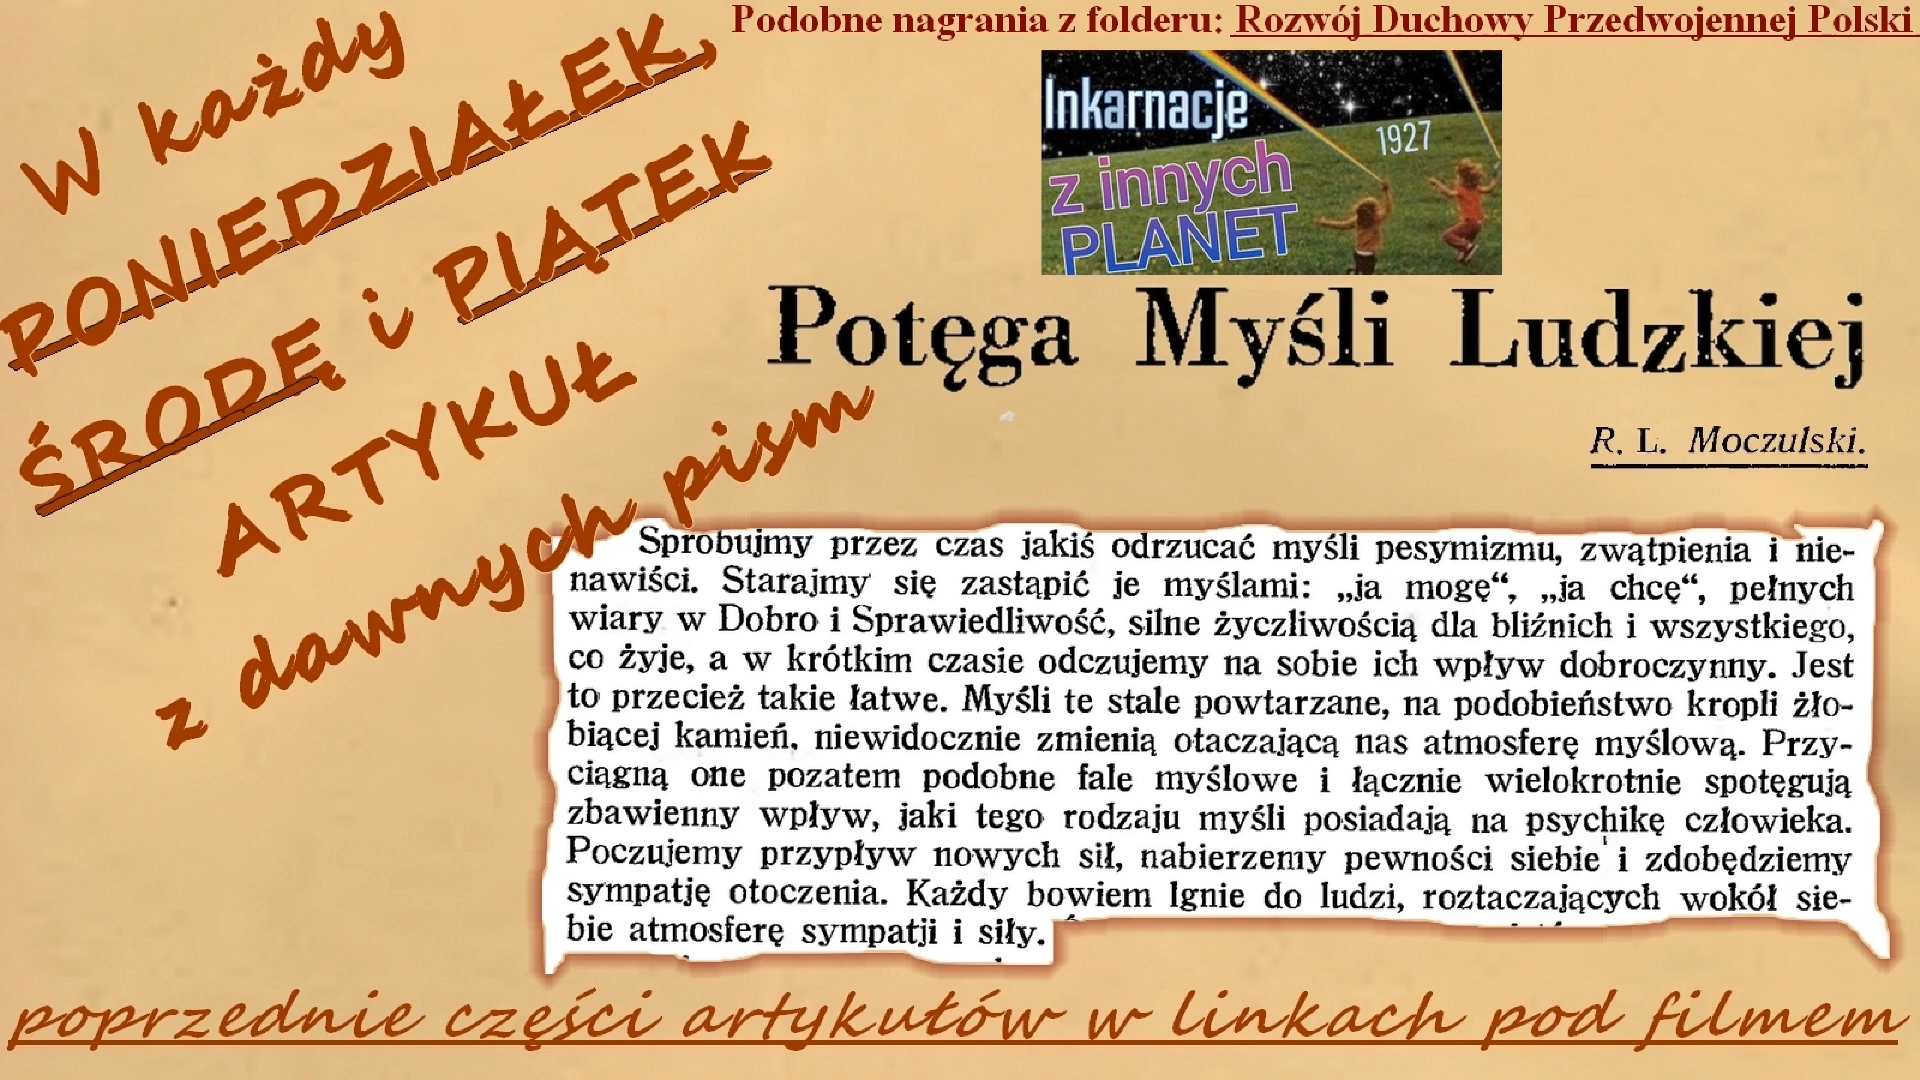 Podobne nagrania z folderu: Rozwój Duchowy Przedwojennej Polski
W każdy
PONIEDZIAŁEK,
ŚRODĘ i PIĄTEK
ARTYKUŁ
z dawnych pism
Inkarnacje
1927
z innych
PLANET
Potęga Myśli Ludzkiej
R. L. Moczulski.
Sprobujmy przez czas jakiś odrzucać myśli pesymizmu, zwątpienia i nie-
nawiści. Starajmy się zastąpić je myślami: „ja mogę“, „ja chcę“, pełnych
wiary w Dobro i Sprawiedliwość, silne życzliwością dla bliźnich i wszystkiego,
co żyje, a w krótkim czasie odczujemy na sobie ich wpływ dobroczynny. Jest
to przecież takie łatwe. Myśli te stale powtarzane, na podobieństwo kropli żło-
biącej kamień, niewidocznie zmienią otaczającą nas atmosferę myślową. Przy-
ciągną one pozatem podobne fale myślowe i łącznie wielokrotnie spotęgują
zbawienny wpływ, jaki tego rodzaju myśli posiadają na psychikę człowieka.
Poczujemy przypływ nowych sił, nabierzemy pewności siebie i zdobędziemy
sympatję otoczenia. Każdy bowiem lgnie do ludzi, roztaczających wokół sie-
bie atmosferę sympatji i siły.
poprzednie części artykułów w linkach pod filmem